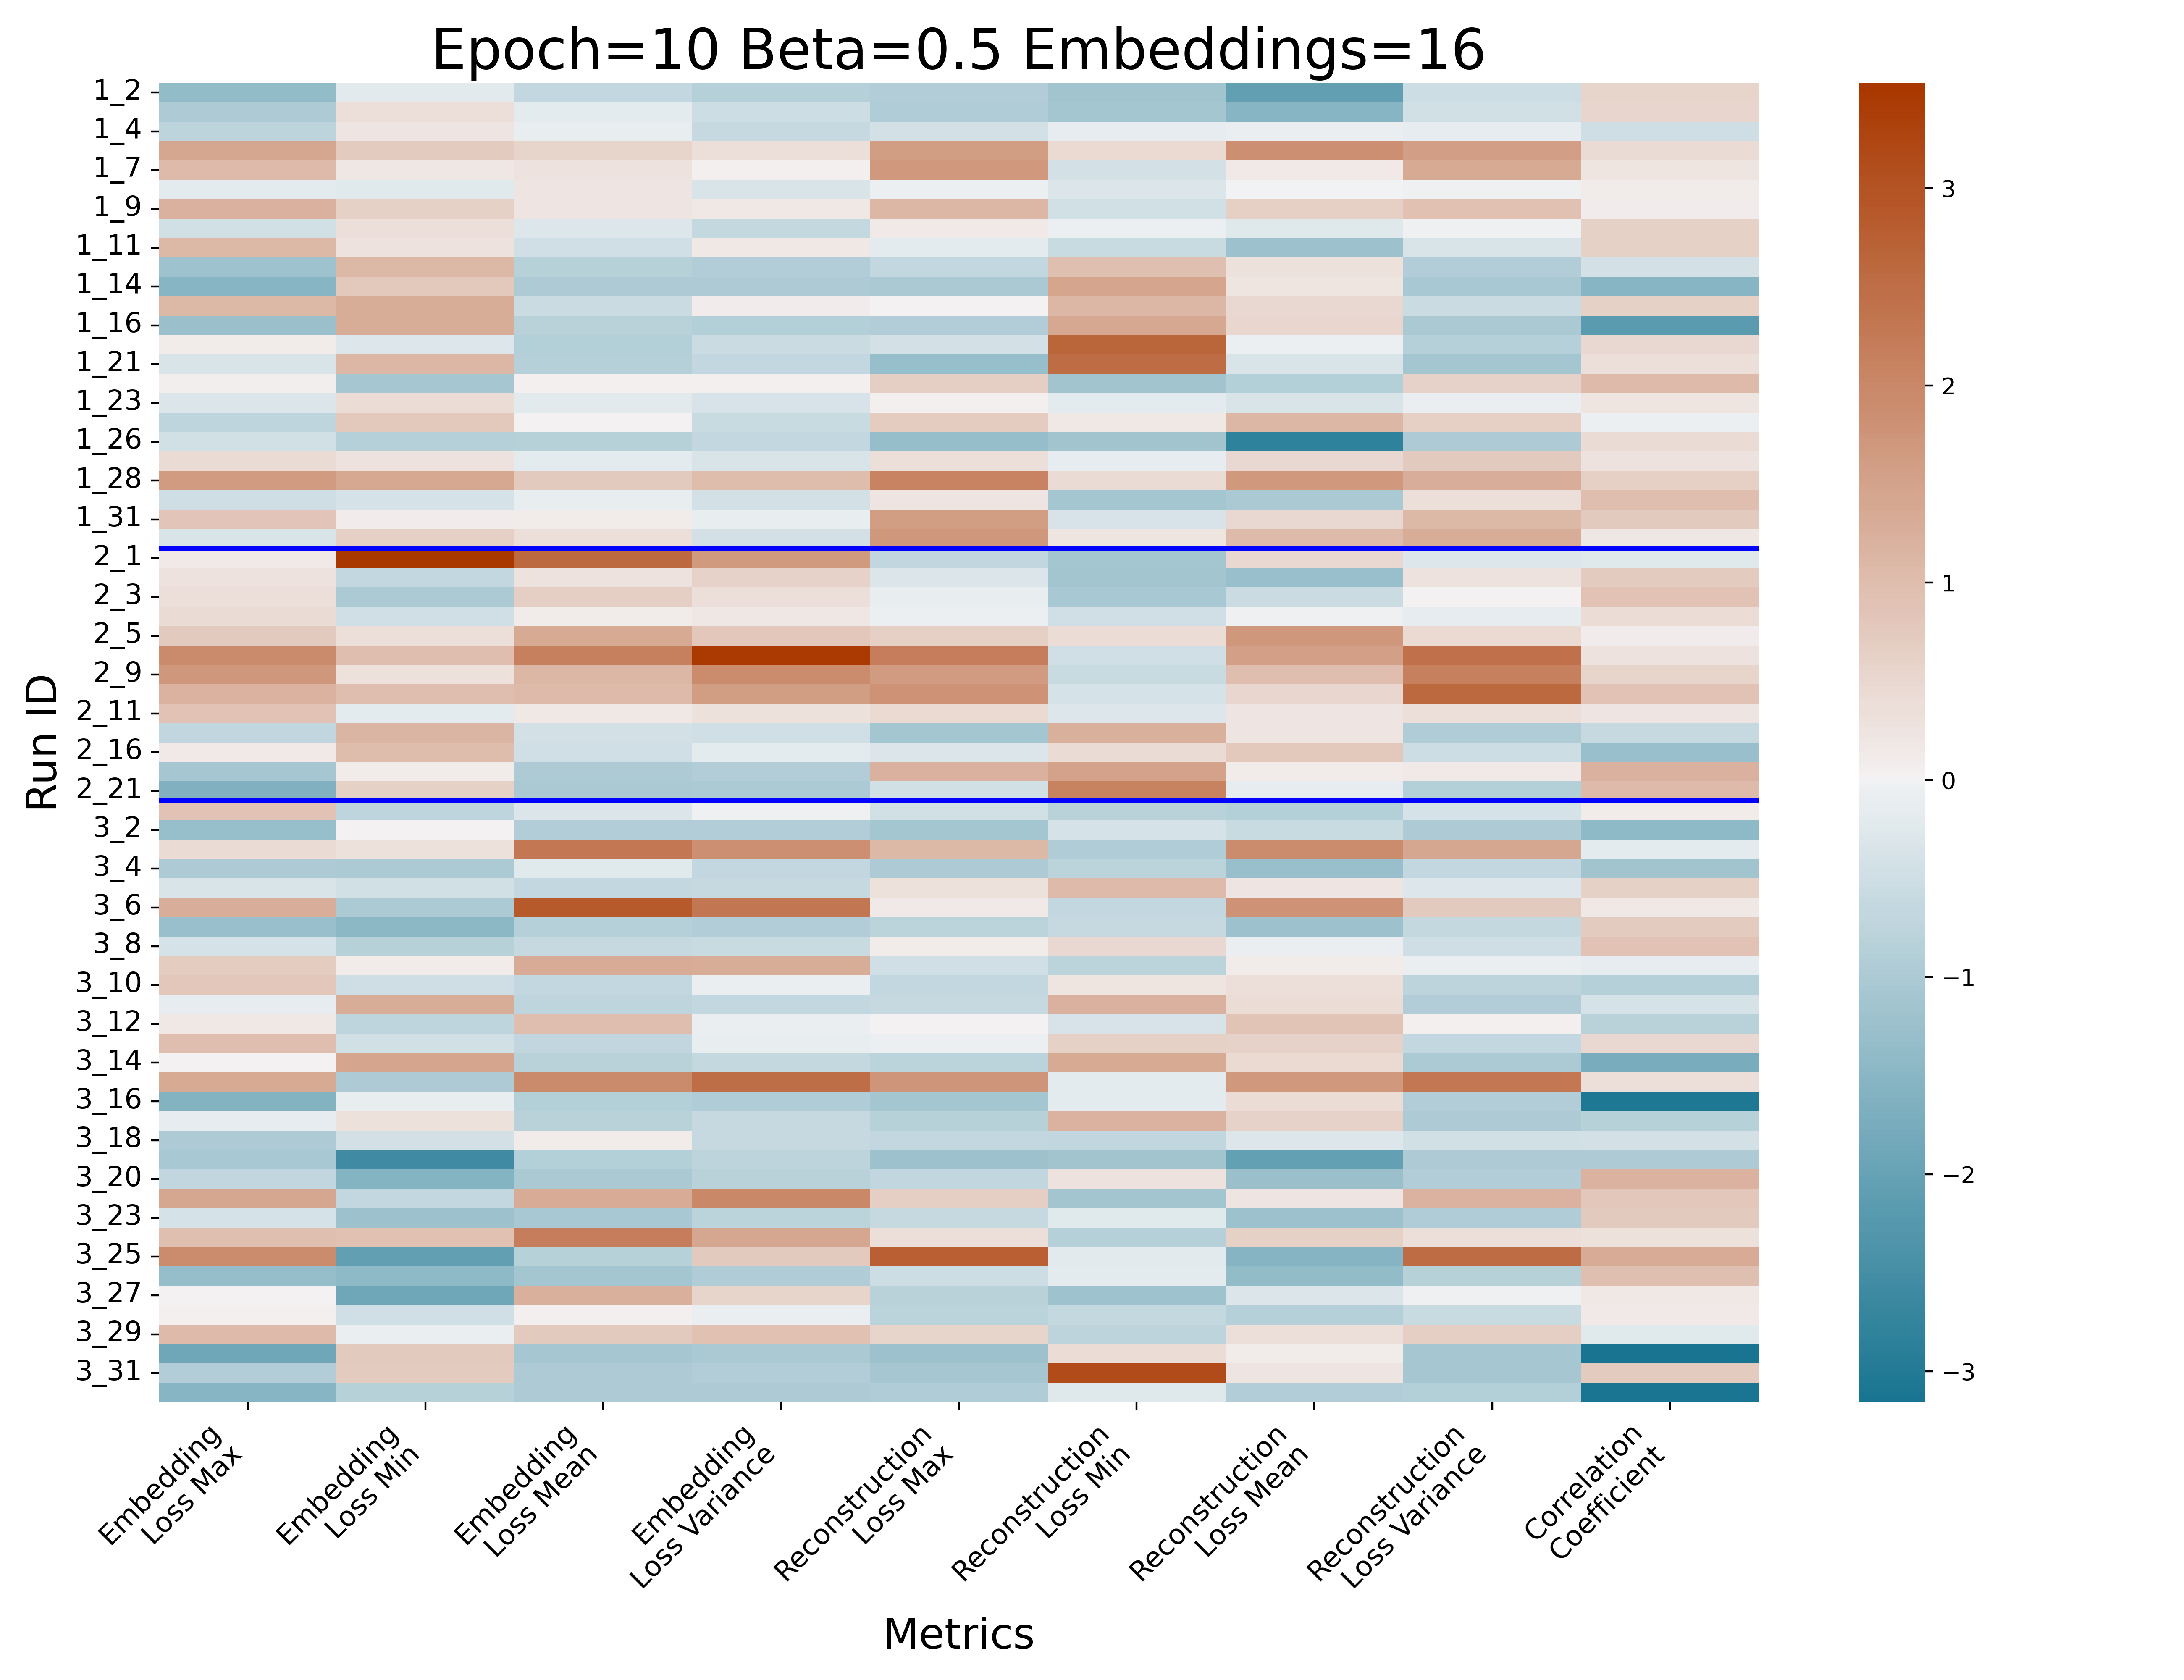 Epoch=10 Beta=0.5 Embeddings=16
Run ID
1_2
1_4
1_7
1_9
1_11
1_14
1_16
1_21
1_23
1_26
1_28
1_31
2_1
2_3
2_5
2_9
2_11
2_16
2_21
3_2
3_4
3_6
3_8
3_10
3_12
3_14
3_16
3_18
3_20
3_23
3_25
3_27
3_29
3_31
Embedding
Loss Max
Embedding
Loss Min
Embedding
Loss Mean
Embedding
Loss Variance
Reconstruction
Loss Max
Reconstruction
Loss Min
Reconstruction
Loss Mean
Reconstruction
Loss Variance
Correlation
Coefficient
Metrics
3
2
1
0
−1
−2
−3